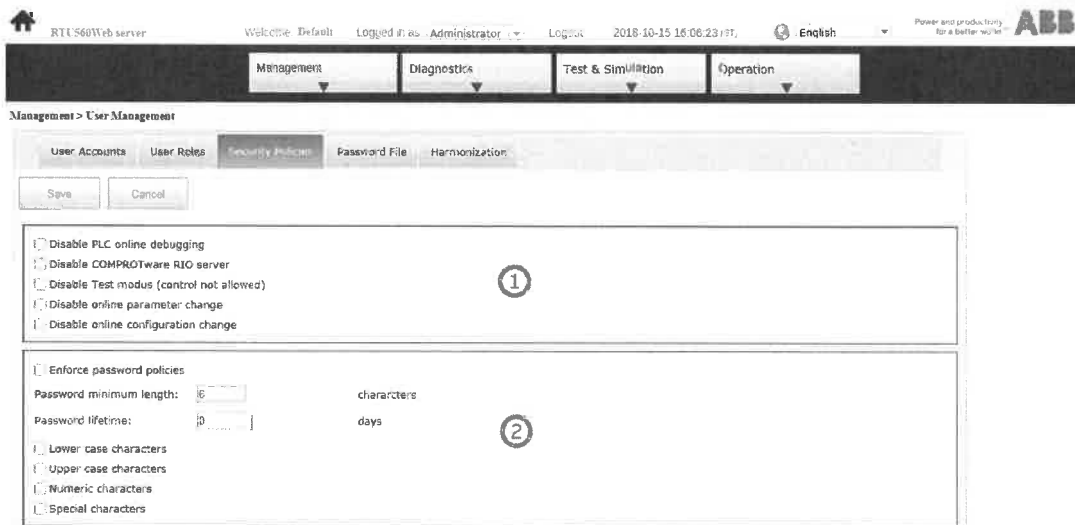 RTU560Web server Welcome Default Logged in as Administrator Logout 2018-10-15 16:06:23 English Power and productivity
for a better world ABB
Management Diagnostics Test & Simulation Operation
Management > User Management
User Accounts User Roles Security Policies Password File Harmonization
Save Cancel
Disable PLC online debugging
Disable COMPROTware RIO server
Disable Test modus (control not allowed)
Disable online parameter change
Disable online configuration change
1
Enforce password policies
Password minimum length: 6 chararcters
Password lifetime: 0 days
2
Lower case characters
Upper case characters
Numeric characters
Special characters